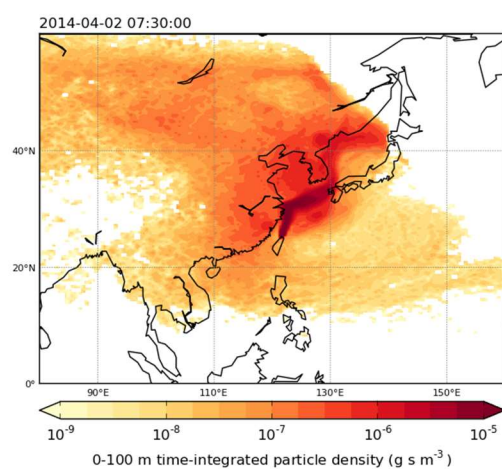 2014-04-02 07:30:00
40°N
20°N
0°
90°E 110°E 130°E 150°E
10⁻⁹ 10⁻⁸ 10⁻⁷ 10⁻⁶ 10⁻⁵
0-100 m time-integrated particle density (g s m⁻³)